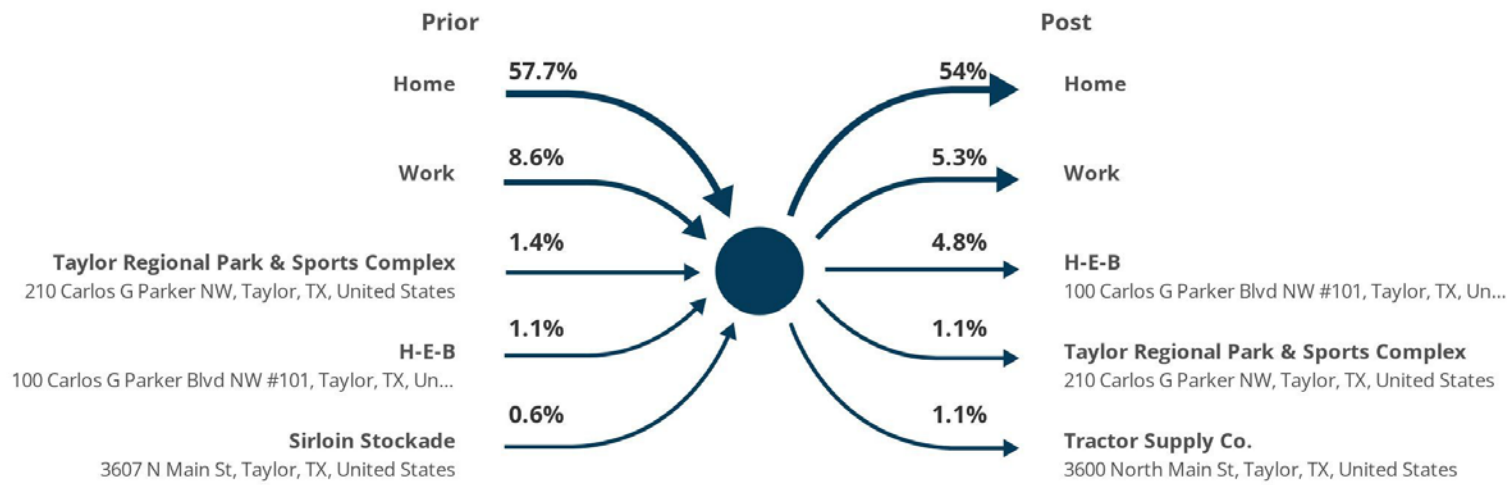 Prior
Post
Home
57.7%
54%
Home
Work
8.6%
5.3%
Work
Taylor Regional Park & Sports Complex
210 Carlos G Parker NW, Taylor, TX, United States
1.4%
4.8%
H-E-B
100 Carlos G Parker Blvd NW #101, Taylor, TX, Un...
H-E-B
100 Carlos G Parker Blvd NW #101, Taylor, TX, Un...
1.1%
1.1%
Taylor Regional Park & Sports Complex
210 Carlos G Parker NW, Taylor, TX, United States
Sirloin Stockade
3607 N Main St, Taylor, TX, United States
0.6%
1.1%
Tractor Supply Co.
3600 North Main St, Taylor, TX, United States